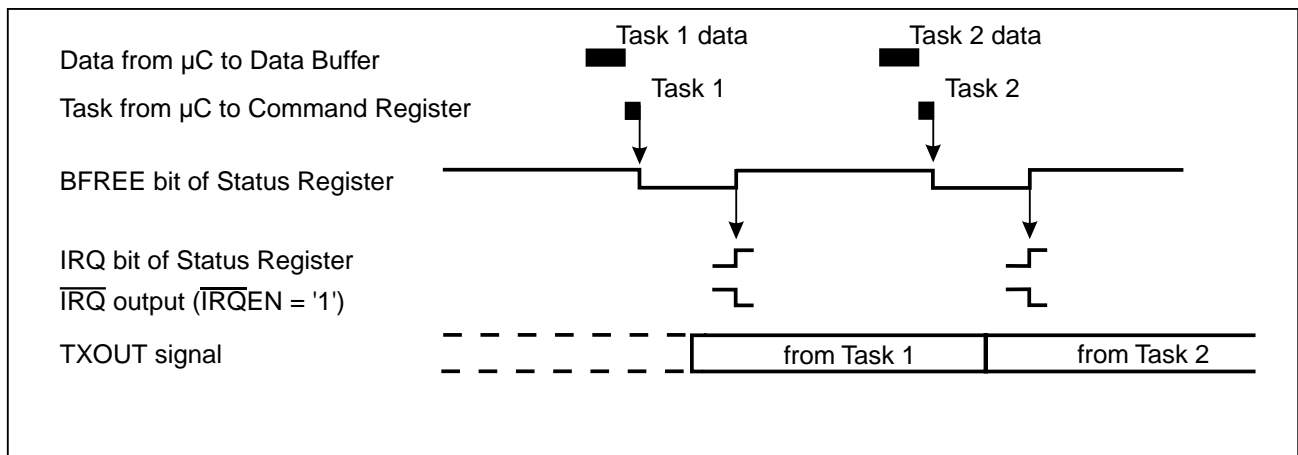 Task 1 data
Task 2 data
Data from µC to Data Buffer
Task 1
Task 2
Task from µC to Command Register
BFREE bit of Status Register
IRQ bit of Status Register
IRQ output (IRQEN = '1')
TXOUT signal
from Task 1
from Task 2